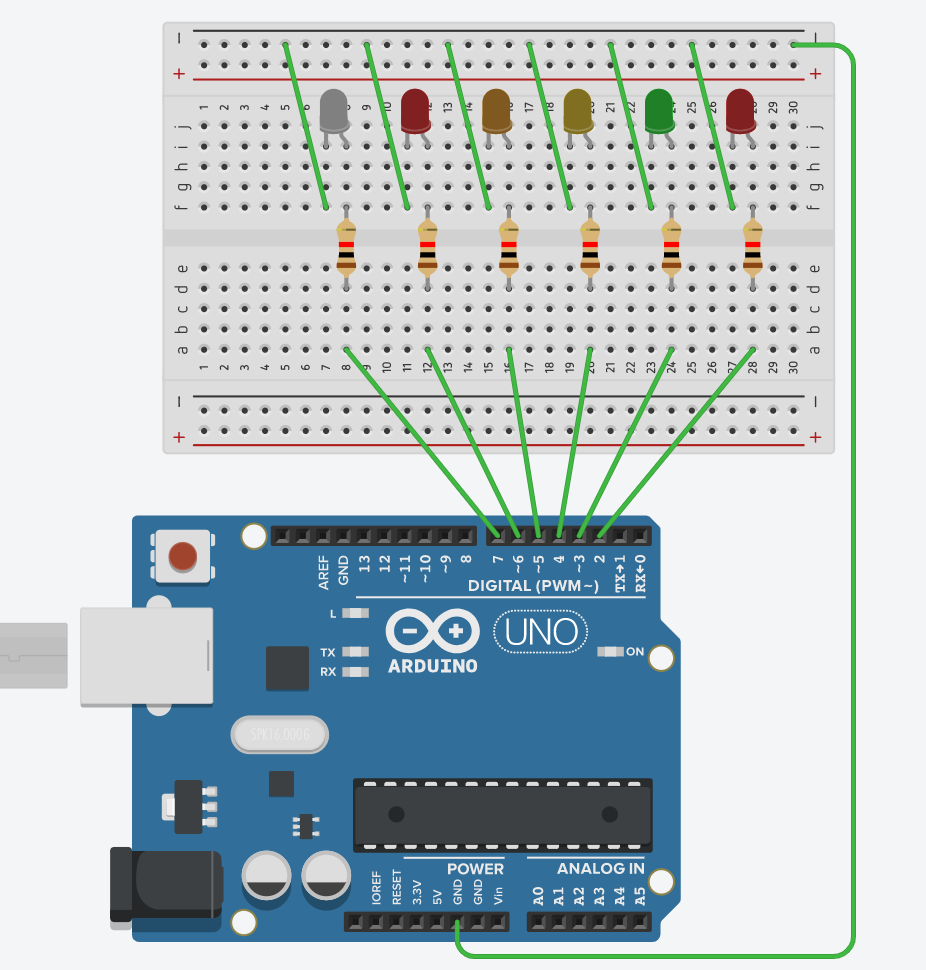 − −
+ +
1 2 3 4 5 6 7 8 9 10 11 12 13 14 15 16 17 18 19 20 21 22 23 24 25 26 27 28 29 30
j j
i i
h h
g g
f f
e e
d d
c c
b b
a a
1 2 3 4 5 6 7 8 9 10 11 12 13 14 15 16 17 18 19 20 21 22 23 24 25 26 27 28 29 30
− −
+ +
AREF GND 13 12 ~11 ~10 ~9 8 7 ~6 ~5 4 ~3 2 TX→1 RX←0
DIGITAL (PWM~)
L
UNO
TX
RX
ARDUINO
ON
SPK16.000G
POWER
ANALOG IN
IOREF RESET 3.3V 5V GND GND Vin A0 A1 A2 A3 A4 A5